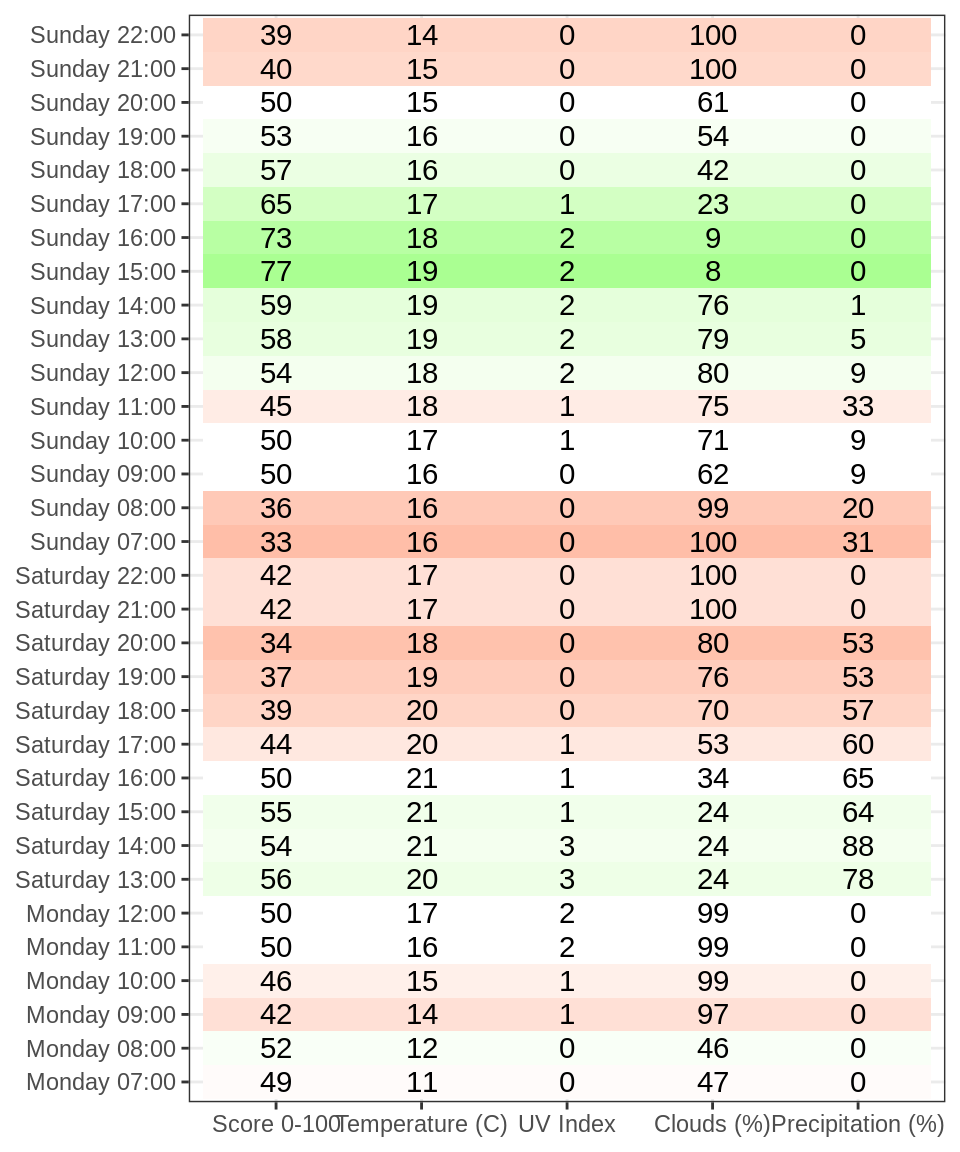 Sunday 22:00 39 14 0 100 0
Sunday 21:00 40 15 0 100 0
Sunday 20:00 50 15 0 61 0
Sunday 19:00 53 16 0 54 0
Sunday 18:00 57 16 0 42 0
Sunday 17:00 65 17 1 23 0
Sunday 16:00 73 18 2 9 0
Sunday 15:00 77 19 2 8 0
Sunday 14:00 59 19 2 76 1
Sunday 13:00 58 19 2 79 5
Sunday 12:00 54 18 2 80 9
Sunday 11:00 45 18 1 75 33
Sunday 10:00 50 17 1 71 9
Sunday 09:00 50 16 0 62 9
Sunday 08:00 36 16 0 99 20
Sunday 07:00 33 16 0 100 31
Saturday 22:00 42 17 0 100 0
Saturday 21:00 42 17 0 100 0
Saturday 20:00 34 18 0 80 53
Saturday 19:00 37 19 0 76 53
Saturday 18:00 39 20 0 70 57
Saturday 17:00 44 20 1 53 60
Saturday 16:00 50 21 1 34 65
Saturday 15:00 55 21 1 24 64
Saturday 14:00 54 21 3 24 88
Saturday 13:00 56 20 3 24 78
Monday 12:00 50 17 2 99 0
Monday 11:00 50 16 2 99 0
Monday 10:00 46 15 1 99 0
Monday 09:00 42 14 1 97 0
Monday 08:00 52 12 0 46 0
Monday 07:00 49 11 0 47 0
Score 0-100 Temperature (C) UV Index Clouds (%) Precipitation (%)